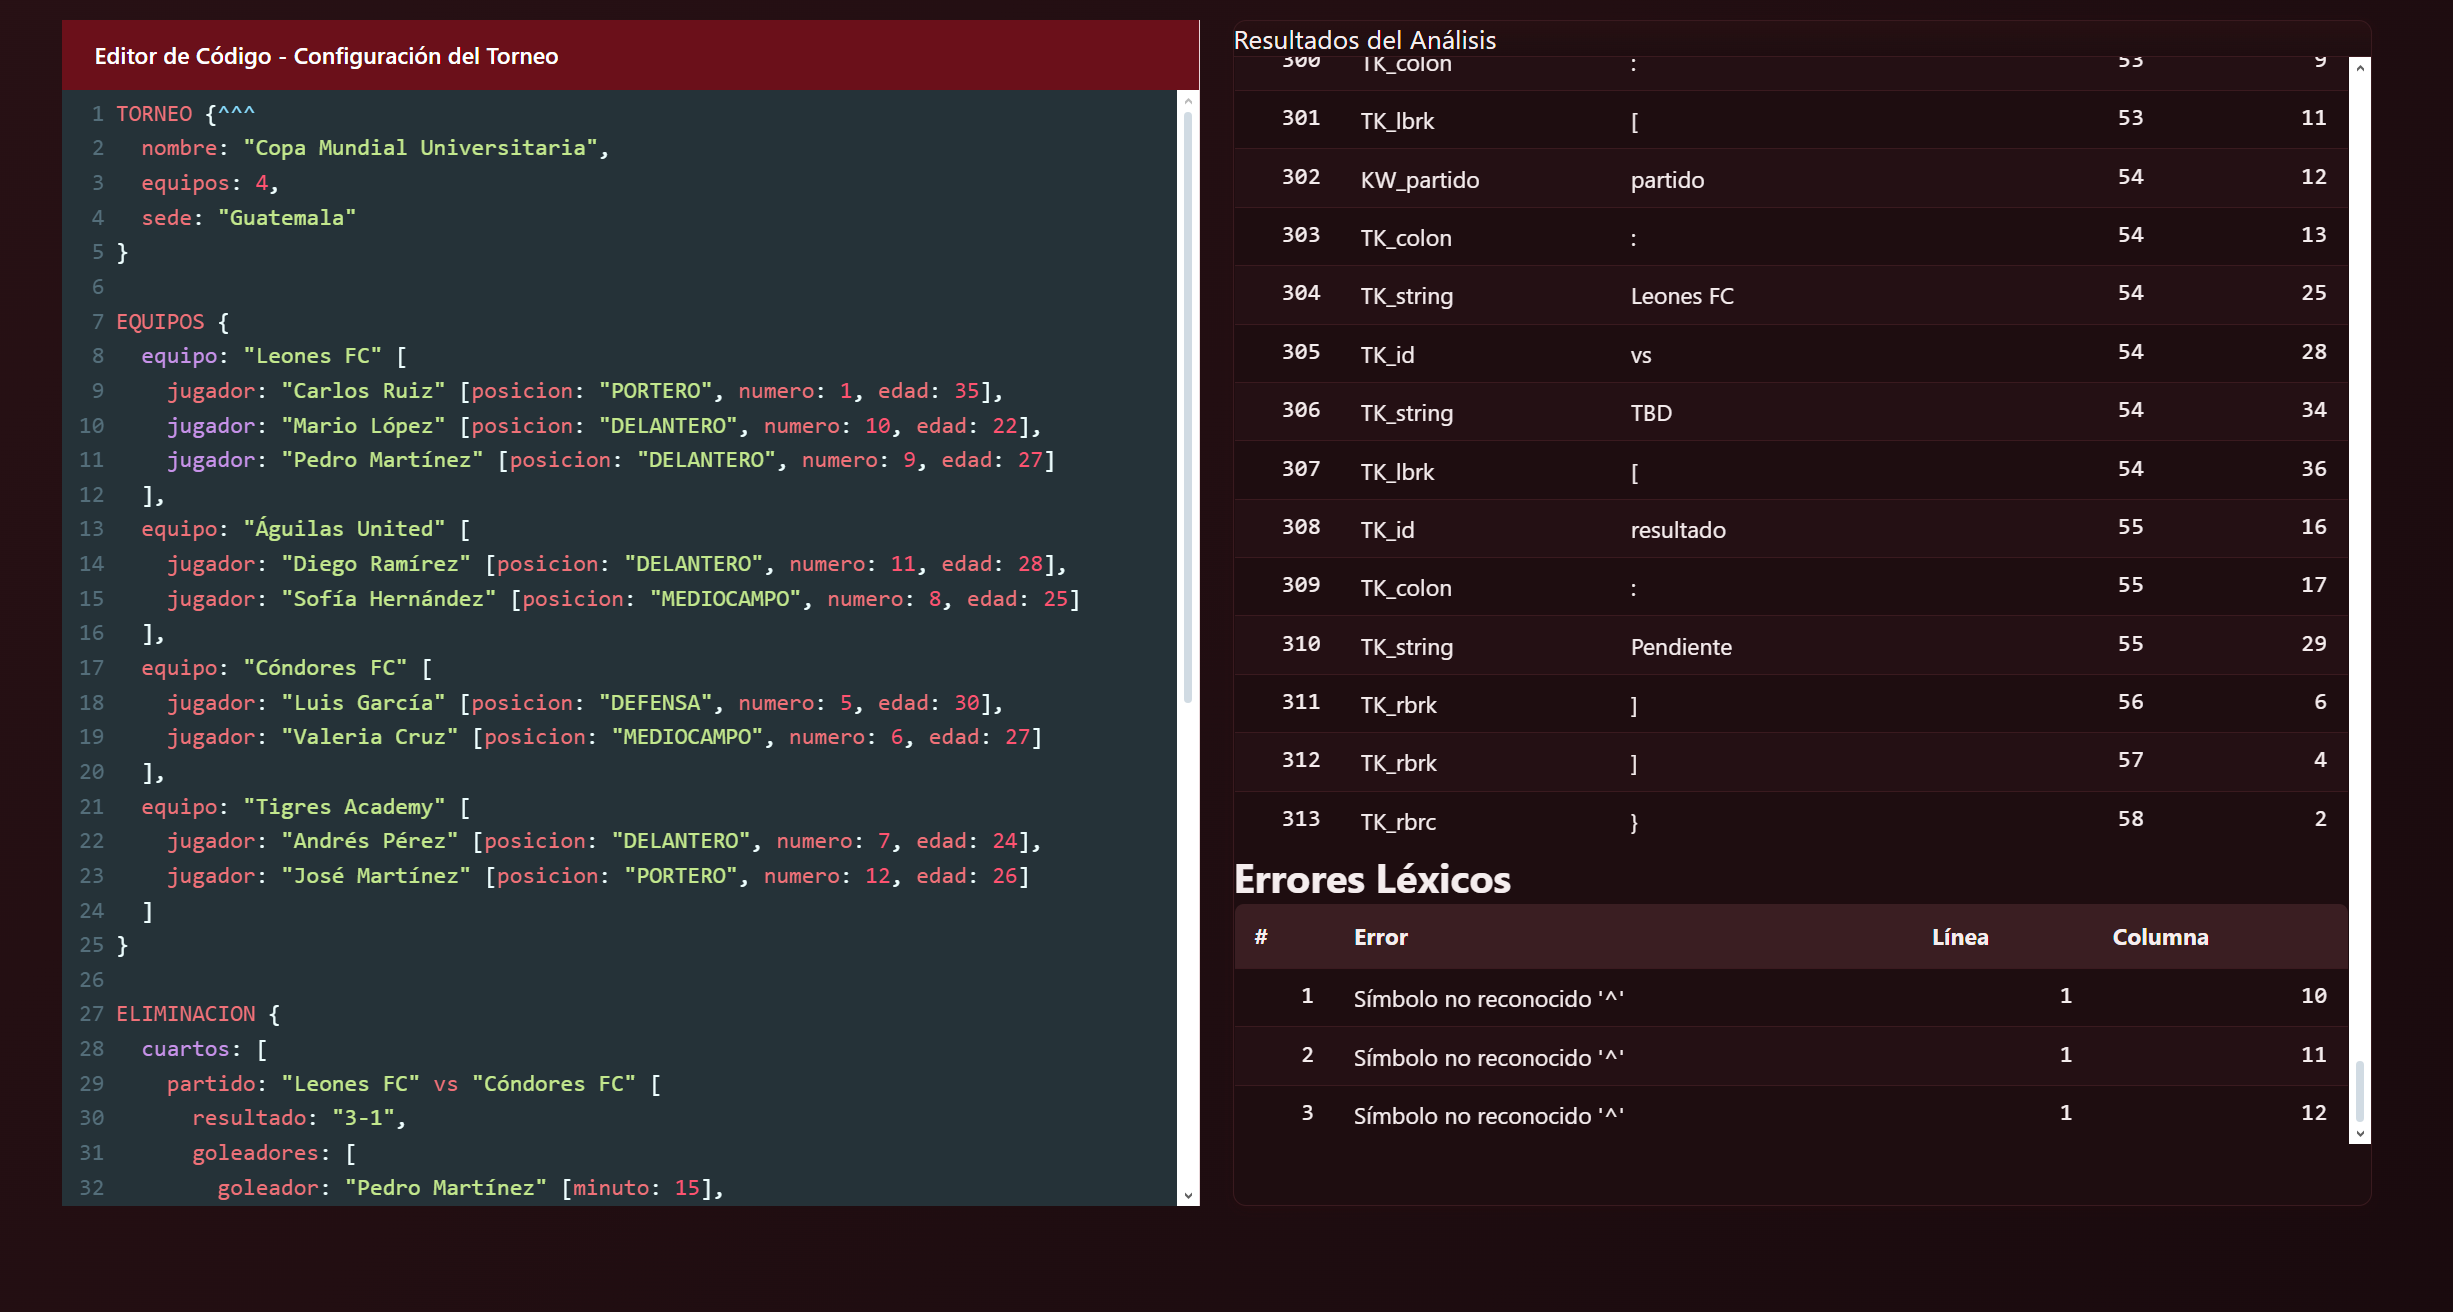 Editor de Código - Configuración del Torneo
1 TORNEO {^^^
2 nombre: "Copa Mundial Universitaria",
3 equipos: 4,
4 sede: "Guatemala"
5 }
6
7 EQUIPOS {
8 equipo: "Leones FC" [
9 jugador: "Carlos Ruiz" [posicion: "PORTERO", numero: 1, edad: 35],
10 jugador: "Mario López" [posicion: "DELANTERO", numero: 10, edad: 22],
11 jugador: "Pedro Martínez" [posicion: "DELANTERO", numero: 9, edad: 27]
12 ],
13 equipo: "Águilas United" [
14 jugador: "Diego Ramírez" [posicion: "DELANTERO", numero: 11, edad: 28],
15 jugador: "Sofía Hernández" [posicion: "MEDIOCAMPO", numero: 8, edad: 25]
16 ],
17 equipo: "Cóndores FC" [
18 jugador: "Luis García" [posicion: "DEFENSA", numero: 5, edad: 30],
19 jugador: "Valeria Cruz" [posicion: "MEDIOCAMPO", numero: 6, edad: 27]
20 ],
21 equipo: "Tigres Academy" [
22 jugador: "Andrés Pérez" [posicion: "DELANTERO", numero: 7, edad: 24],
23 jugador: "José Martínez" [posicion: "PORTERO", numero: 12, edad: 26]
24 ]
25 }
26
27 ELIMINACION {
28 cuartos: [
29 partido: "Leones FC" vs "Cóndores FC" [
30 resultado: "3-1",
31 goleadores: [
32 goleador: "Pedro Martínez" [minuto: 15],
Resultados del Análisis
300 TK_colon : 53 9
301 TK_lbrk [ 53 11
302 KW_partido partido 54 12
303 TK_colon : 54 13
304 TK_string Leones FC 54 25
305 TK_id vs 54 28
306 TK_string TBD 54 34
307 TK_lbrk [ 54 36
308 TK_id resultado 55 16
309 TK_colon : 55 17
310 TK_string Pendiente 55 29
311 TK_rbrk ] 56 6
312 TK_rbrk ] 57 4
313 TK_rbrc } 58 2
Errores Léxicos
# Error Línea Columna
1 Símbolo no reconocido '^' 1 10
2 Símbolo no reconocido '^' 1 11
3 Símbolo no reconocido '^' 1 12